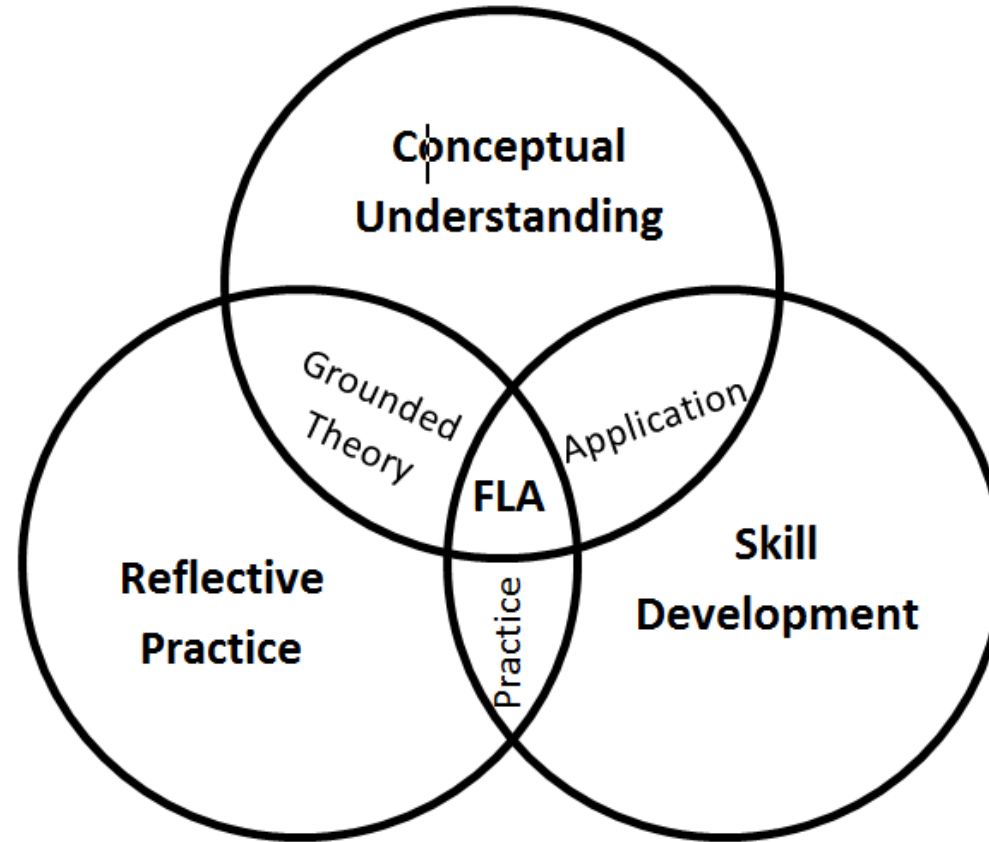 Conceptual
Understanding
Grounded
Theory
Application
FLA
Reflective
Practice
Practice
Skill
Development